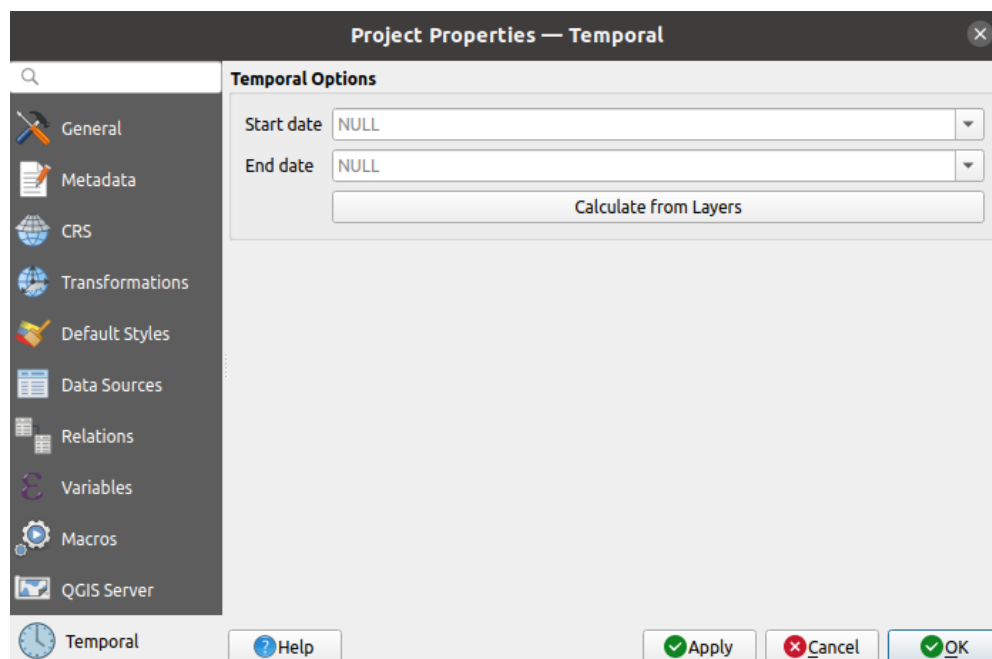 Project Properties — Temporal
Temporal Options
Start date NULL
End date NULL
Calculate from Layers
General
Metadata
CRS
Transformations
Default Styles
Data Sources
Relations
Variables
Macros
QGIS Server
Temporal
Help
Apply
Cancel
OK